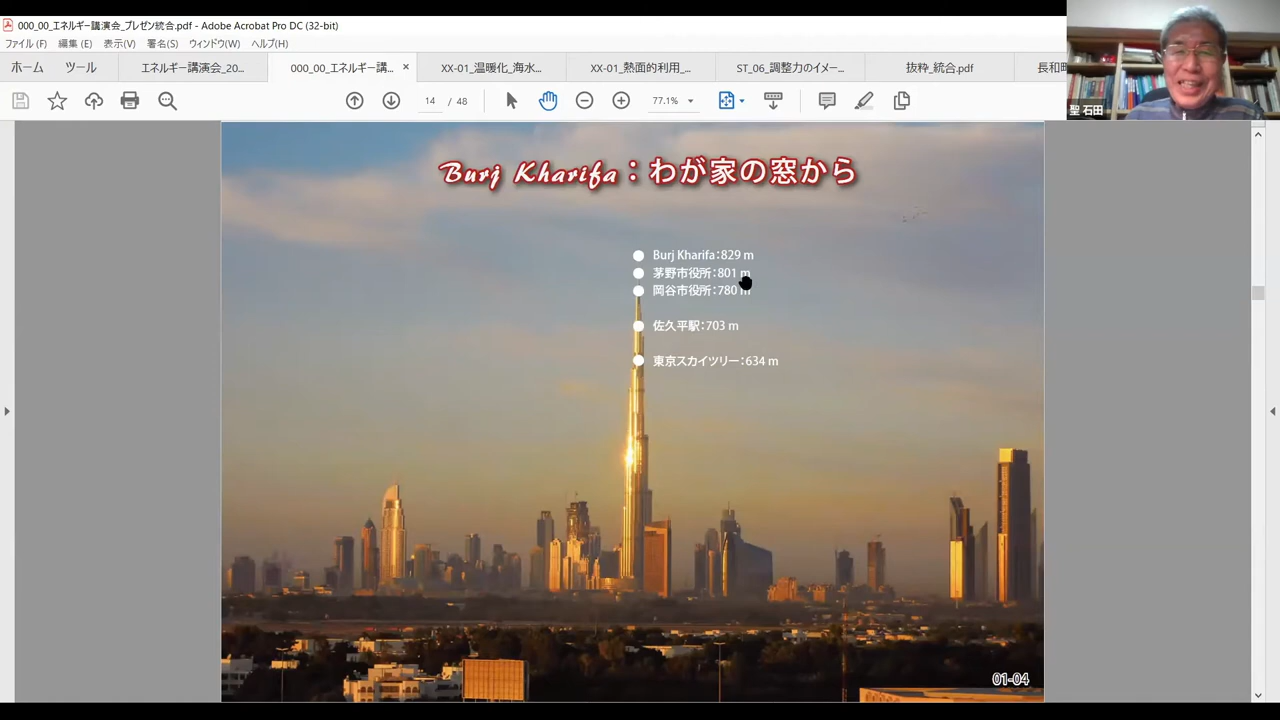 000_00_エネルギー講演会_プレゼン統合.pdf - Adobe Acrobat Pro DC (32-bit)
ファイル(F) 編集(E) 表示(V) 署名(S) ウィンドウ(W) ヘルプ(H)
ホーム ツール エネルギー講演会_20... 000_00_エネルギー講... × XX-01_温暖化_海水... XX-01_熱面的利用_... ST_06_調整力のイメー... 抜粋_統合.pdf 長和町
14 / 48 77.1%
聖 石田
Burj Kharifa：わが家の窓から
Burj Kharifa：829 m
茅野市役所：801 m
岡谷市役所：780 m
佐久平駅：703 m
東京スカイツリー：634 m
01-04